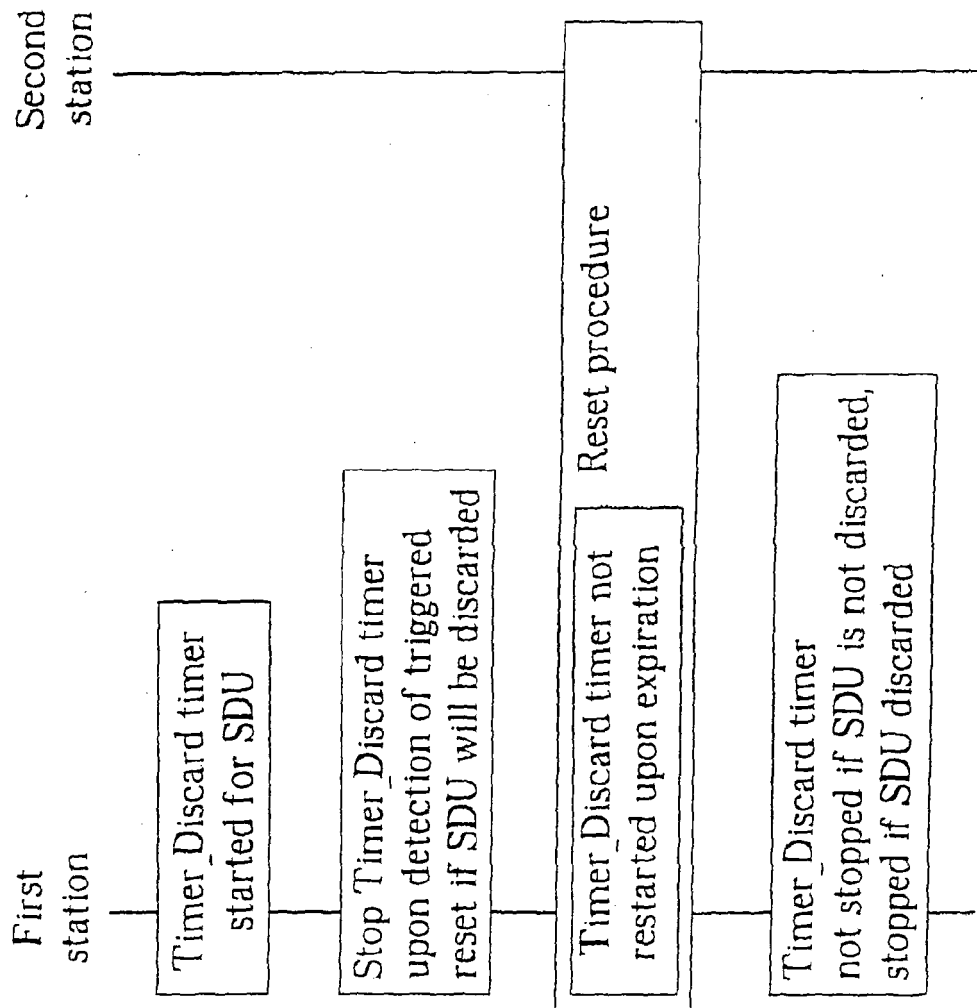 First
station
Second
station
Timer_Discard timer
started for SDU
Stop Timer_Discard timer
upon detection of triggered
reset if SDU will be discarded
Timer_Discard timer not
restarted upon expiration
Reset procedure
Timer_Discard timer
not stopped if SDU is not discarded,
stopped if SDU discarded